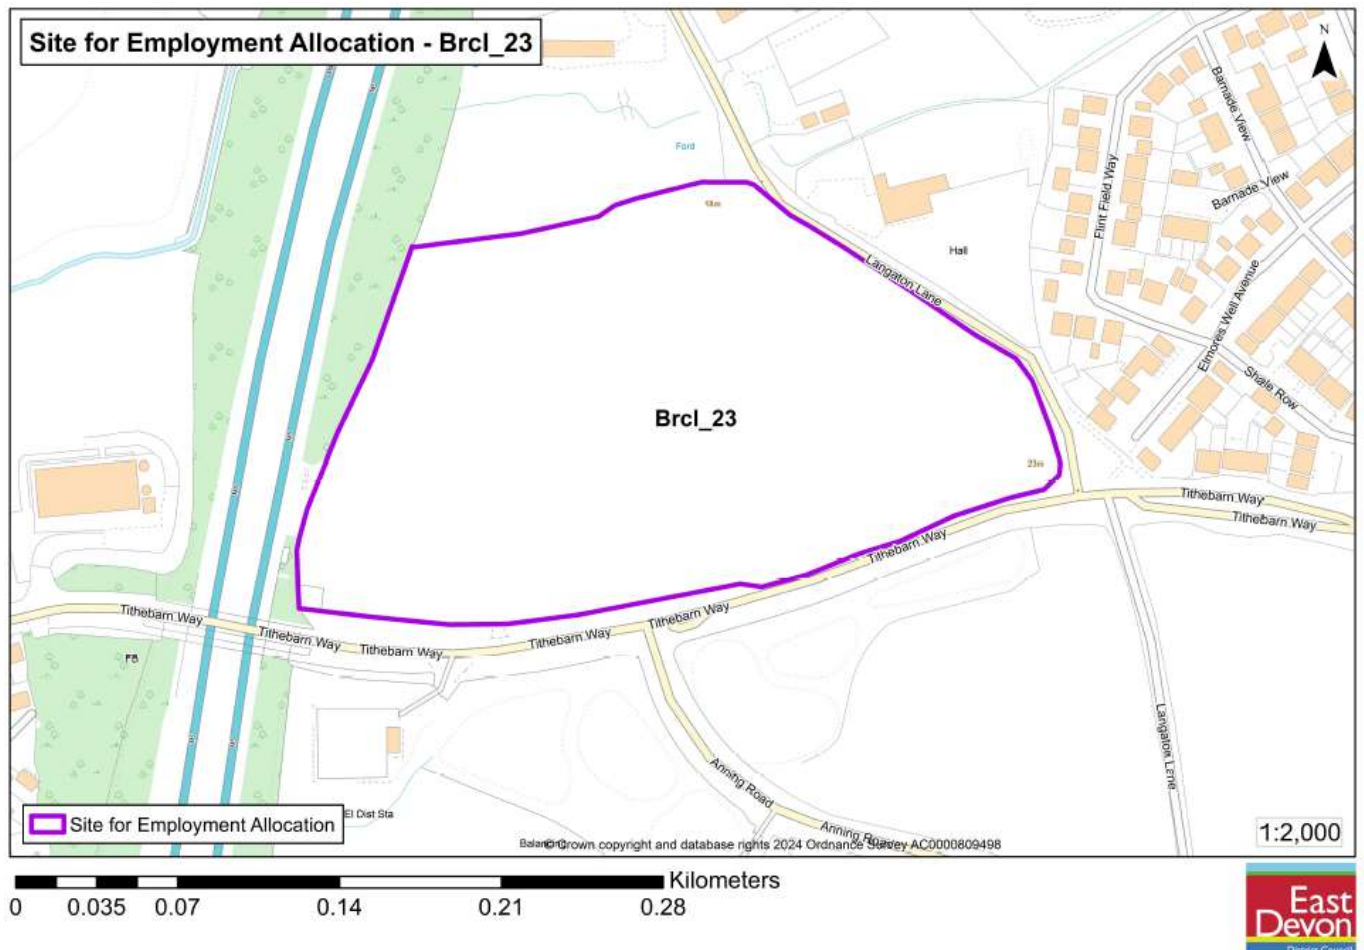 Site for Employment Allocation - Brcl_23
N
Barnade View
Ford
Flint Field Way
18m
Barnade View
Hall
Langaton Lane
Elmores Well Avenue
Shale Row
Brcl_23
23m
Tithebarn Way
Tithebarn Way
Tithebarn Way
Tithebarn Way
Tithebarn Way
Tithebarn Way
Tithebarn Way
Tithebarn Way
FB
Langaton Lane
Anning Road
El Dist Sta
Site for Employment Allocation
Anning Road
© Crown copyright and database rights 2024 Ordnance Survey AC0000809498
1:2,000
Kilometers
0 0.035 0.07 0.14 0.21 0.28
East
Devon
District Council